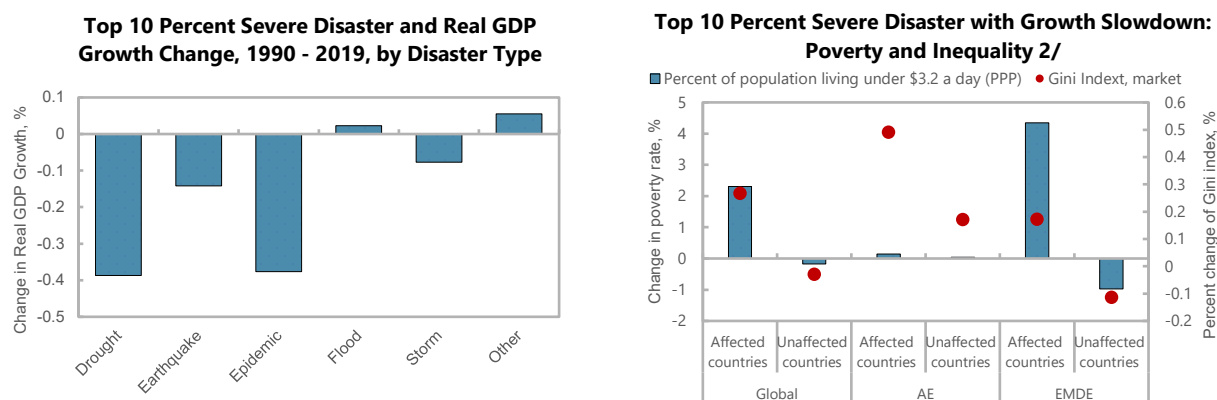 Top 10 Percent Severe Disaster and Real GDP
Growth Change, 1990 - 2019, by Disaster Type
Change in Real GDP Growth, %
0.1
0
-0.1
-0.2
-0.3
-0.4
-0.5
Drought
Earthquake
Epidemic
Flood
Storm
Other
Top 10 Percent Severe Disaster with Growth Slowdown:
Poverty and Inequality 2/
Percent of population living under $3.2 a day (PPP)
Gini Indext, market
Change in poverty rate, %
5
4
3
2
1
0
-1
-2
0.6
0.5
0.4
0.3
0.2
0.1
0
-0.1
-0.2
Percent change of Gini index, %
Affected Unaffected Affected Unaffected Affected Unaffected
countries countries countries countries countries countries
Global AE EMDE